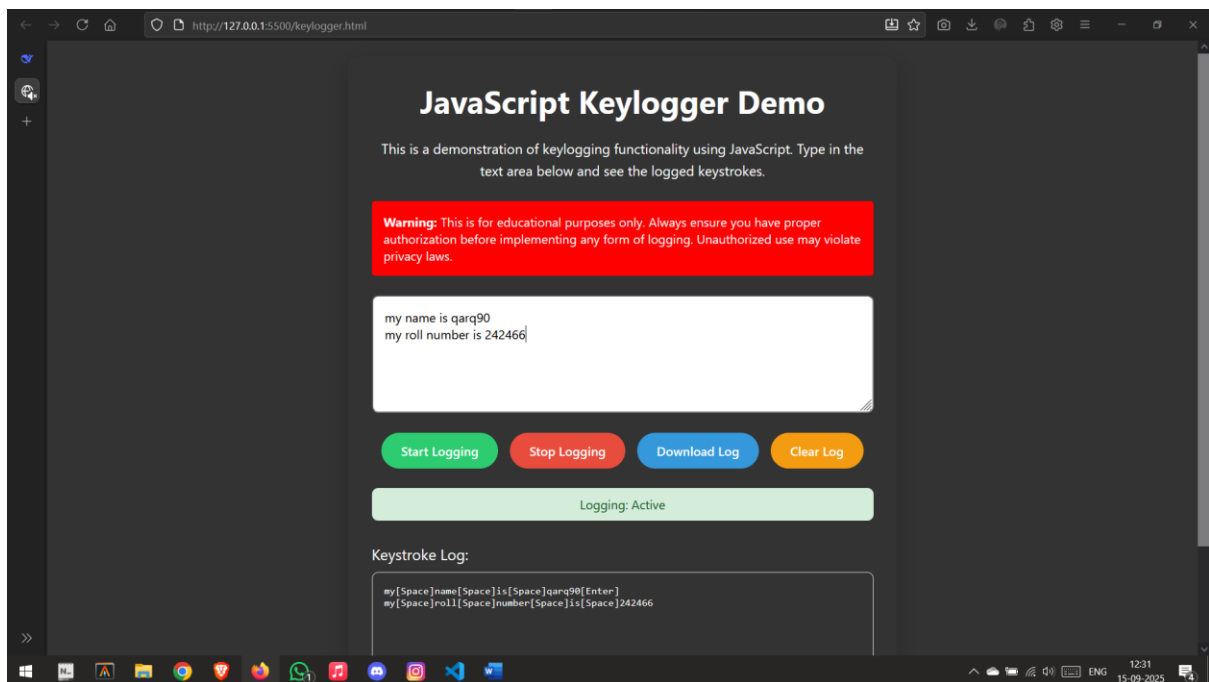 http://127.0.0.1:5500/keylogger.html
JavaScript Keylogger Demo
This is a demonstration of keylogging functionality using JavaScript. Type in the
text area below and see the logged keystrokes.
Warning: This is for educational purposes only. Always ensure you have proper
authorization before implementing any form of logging. Unauthorized use may violate
privacy laws.
my name is qarq90
my roll number is 242466
Start Logging
Stop Logging
Download Log
Clear Log
Logging: Active
Keystroke Log:
my[Space]name[Space]is[Space]qarq90[Enter]
my[Space]roll[Space]number[Space]is[Space]242466
ENG
12:31
15-09-2025